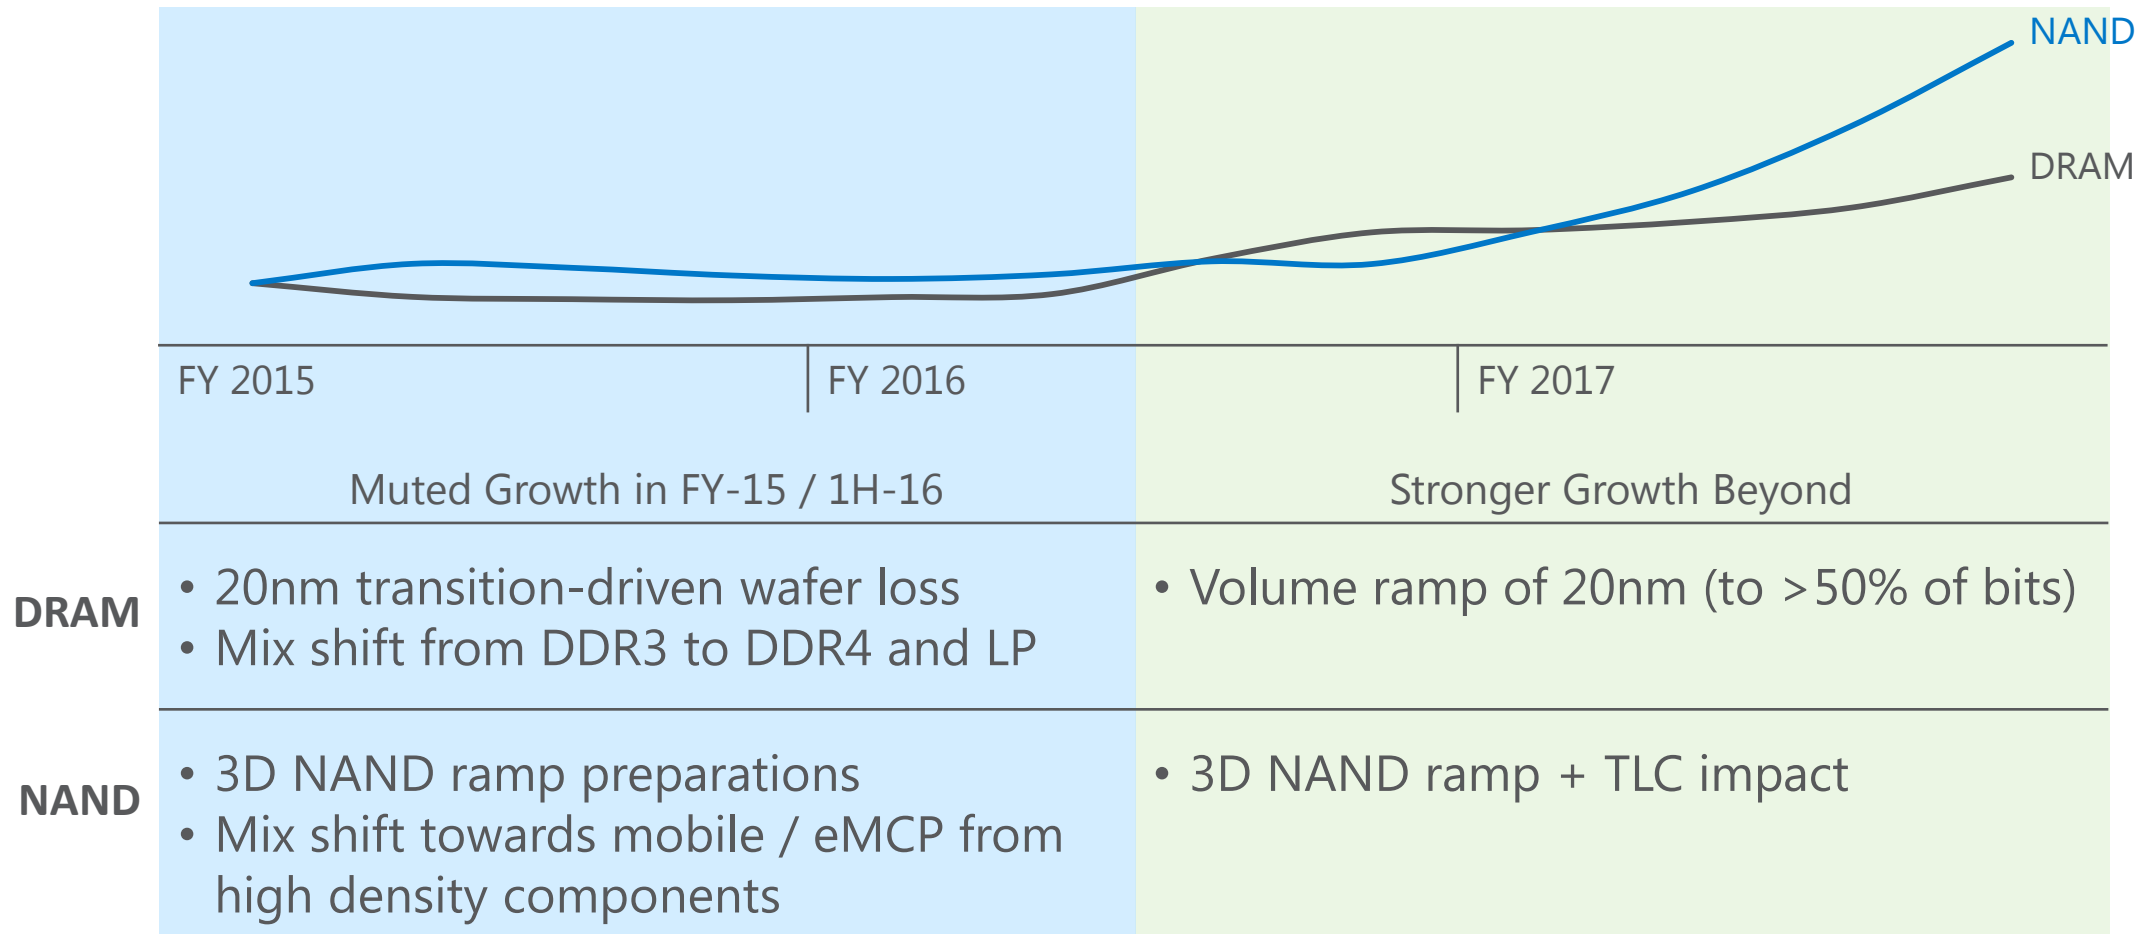 NAND
DRAM
FY 2015
FY 2016
FY 2017
Muted Growth in FY-15 / 1H-16
Stronger Growth Beyond
DRAM
• 20nm transition-driven wafer loss
• Mix shift from DDR3 to DDR4 and LP
• Volume ramp of 20nm (to >50% of bits)
NAND
• 3D NAND ramp preparations
• Mix shift towards mobile / eMCP from
high density components
• 3D NAND ramp + TLC impact